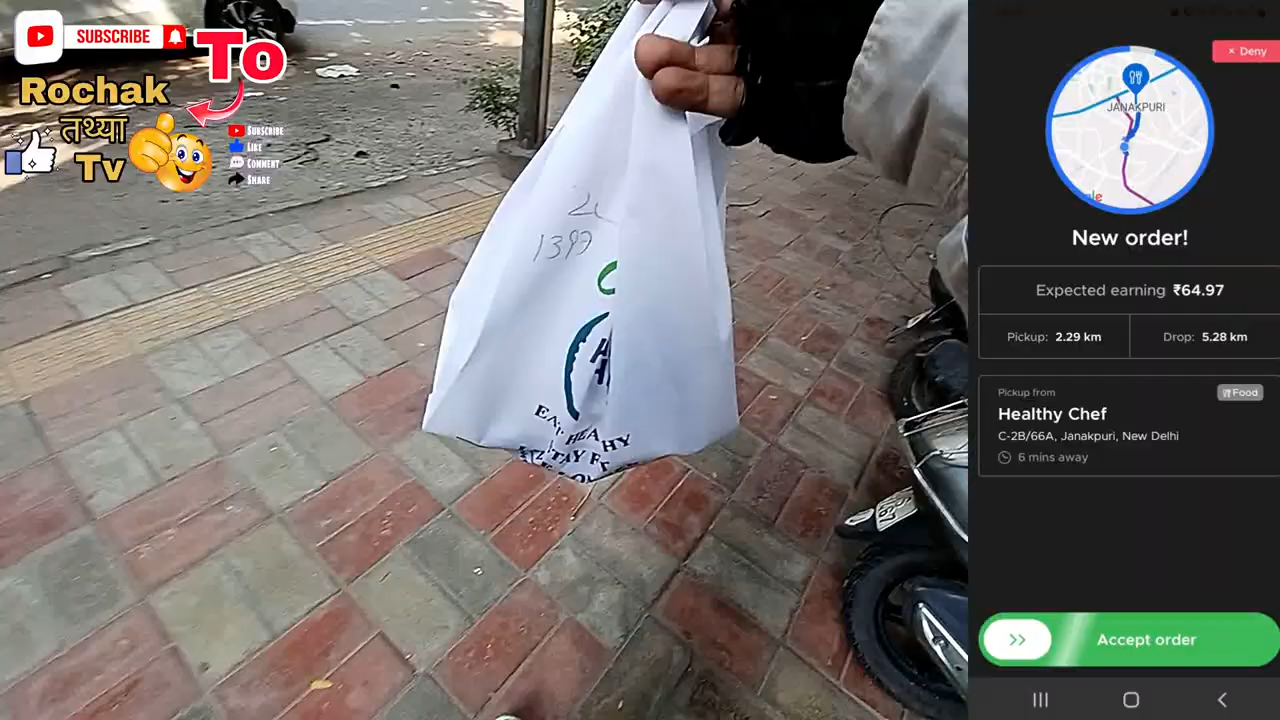 SUBSCRIBE
To
Rochak
तथ्या
Tv
SUBSCRIBE
LIKE
COMMENT
SHARE
1397
HEALTHY
Deny
JANAKPURI
New order!
Expected earning ₹64.97
Pickup: 2.29 km
Drop: 5.28 km
Pickup from
Food
Healthy Chef
C-2B/66A, Janakpuri, New Delhi
6 mins away
Accept order